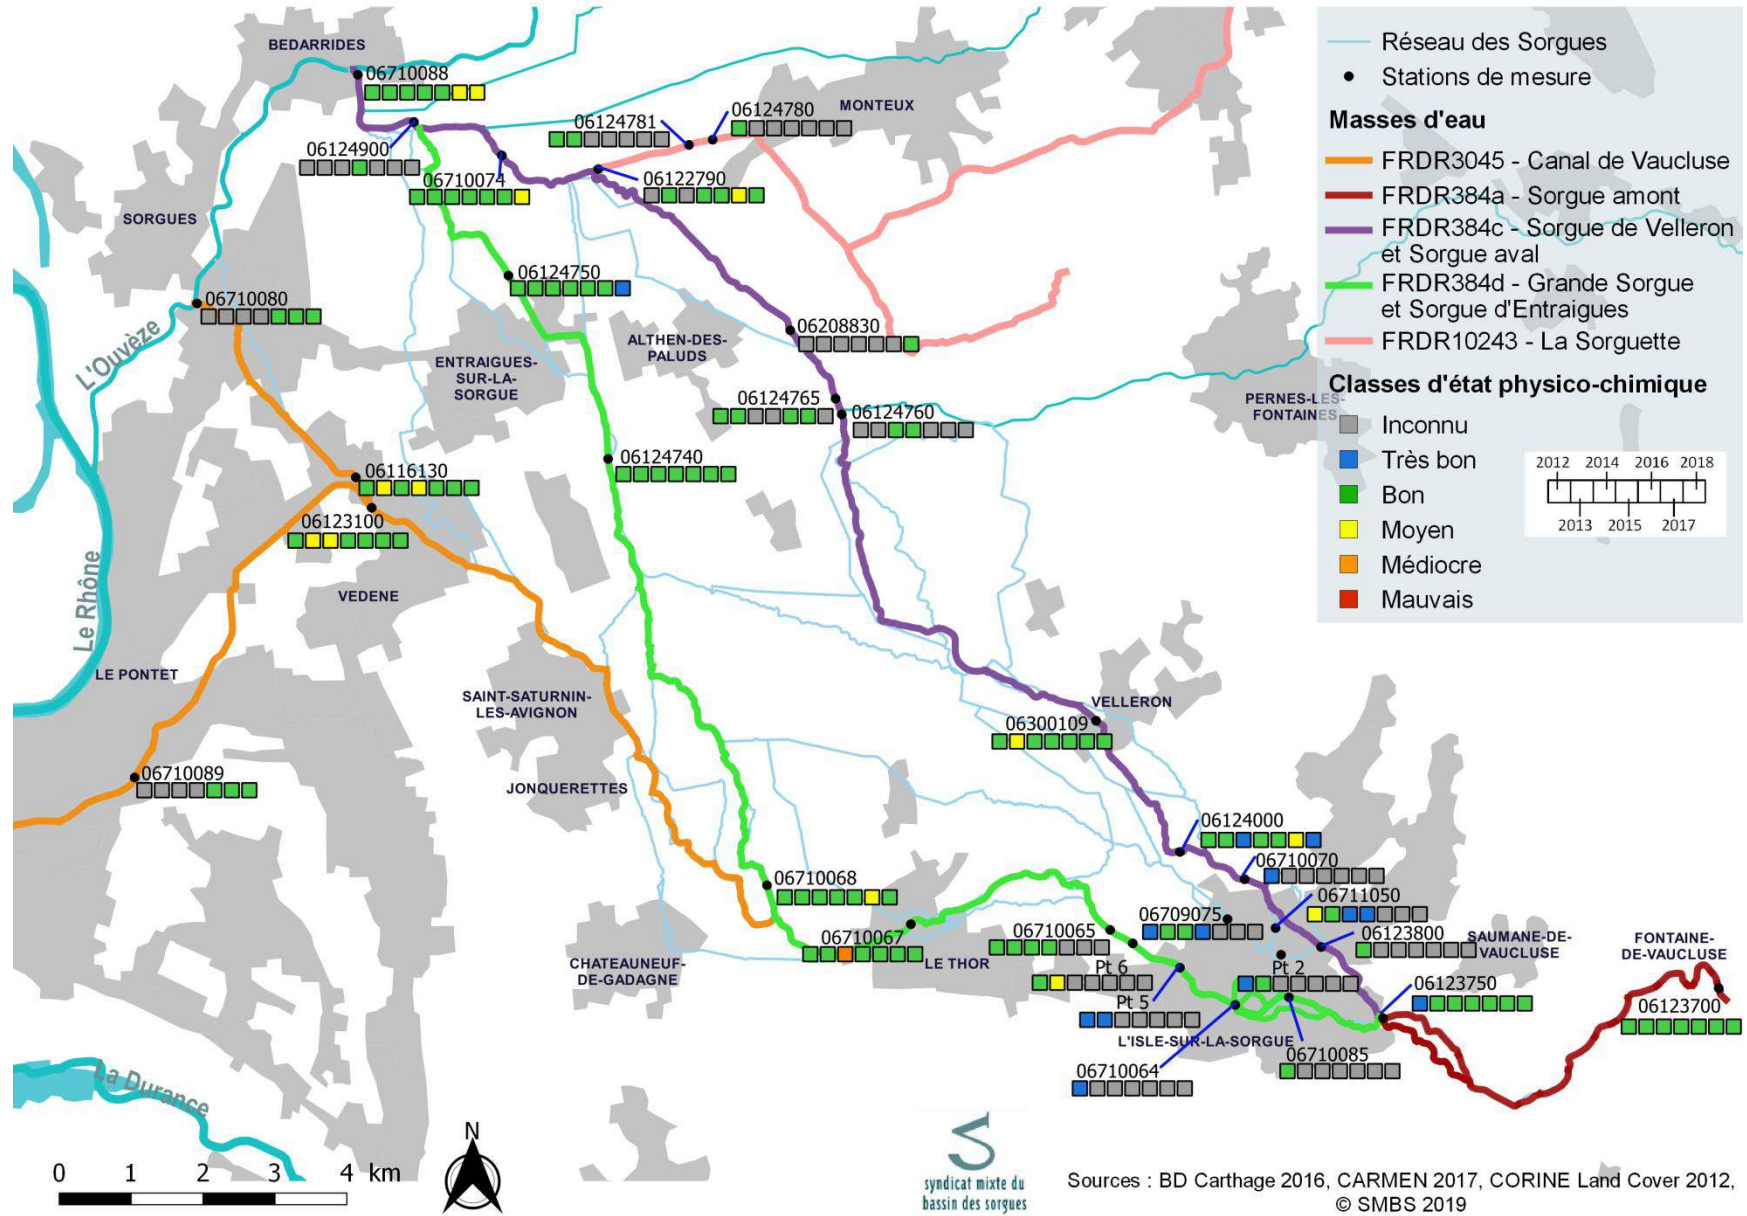 BEDARRIDES
06710088
06124781
06124780
MONTEUX
06124900
06710074
06122790
SORGUES
06124750
06710080
L'Ouvèze
ALTHEN-DES-
PALUDS
06208830
ENTRAIGUES-
SUR-LA-
SORGUE
06124765
06124760
PERNES-LES-
FONTAINES
06124740
06116130
06123100
Le Rhône
VEDENE
LE PONTET
SAINT-SATURNIN-
LES-AVIGNON
VELLERON
06300109
06710089
JONQUERETTES
06124000
06710070
06711050
06710068
06709075
06123800
06710065
06710067
LE THOR
CHATEAUNEUF-
DE-GADAGNE
Pt 6
Pt 2
Pt 5
SAUMANE-DE-
VAUCLUSE
FONTAINE-
DE-VAUCLUSE
06123750
06123700
L'ISLE-SUR-LA-SORGUE
06710085
06710064
La Durance
Réseau des Sorgues
Stations de mesure
Masses d'eau
FRDR3045 - Canal de Vaucluse
FRDR384a - Sorgue amont
FRDR384c - Sorgue de Velleron
et Sorgue aval
FRDR384d - Grande Sorgue
et Sorgue d'Entraigues
FRDR10243 - La Sorguette
Classes d'état physico-chimique
Inconnu
Très bon
Bon
Moyen
Médiocre
Mauvais
2012 2014 2016 2018
2013 2015 2017
N
0 1 2 3 4 km
syndicat mixte du
bassin des sorgues
Sources : BD Carthage 2016, CARMEN 2017, CORINE Land Cover 2012,
© SMBS 2019